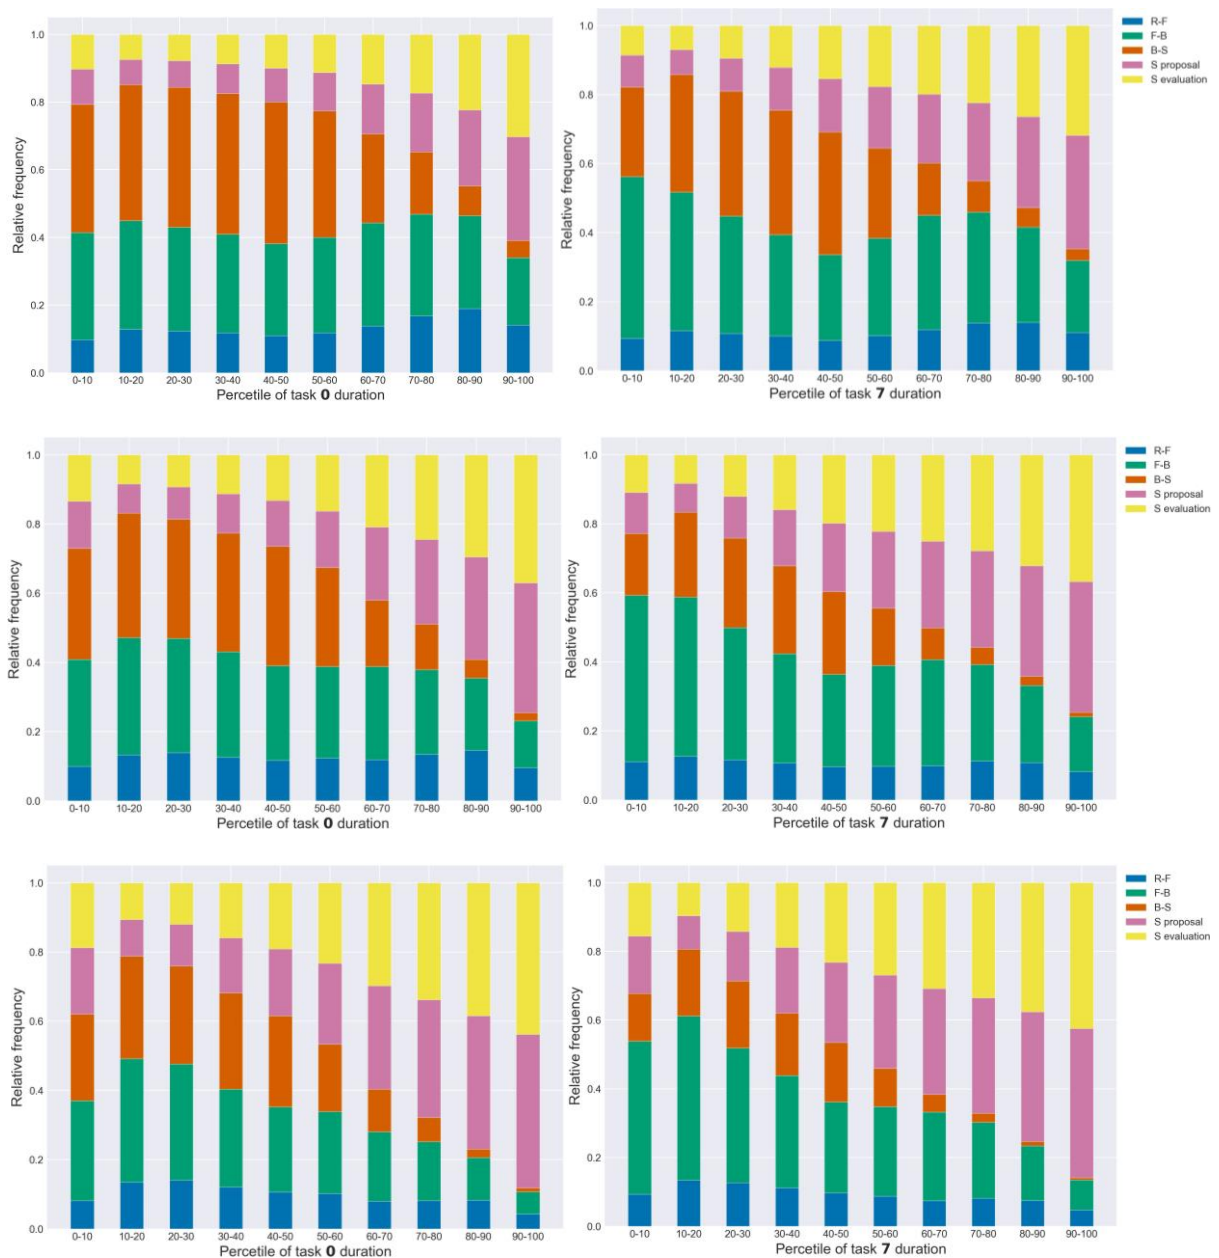 1.0
0.8
0.6
0.4
0.2
0.0
Relative frequency
0-10 10-20 20-30 30-40 40-50 50-60 60-70 70-80 80-90 90-100
Percetile of task 0 duration
1.0
0.8
0.6
0.4
0.2
0.0
Relative frequency
0-10 10-20 20-30 30-40 40-50 50-60 60-70 70-80 80-90 90-100
Percetile of task 7 duration
R-F
F-B
B-S
S proposal
S evaluation
1.0
0.8
0.6
0.4
0.2
0.0
Relative frequency
0-10 10-20 20-30 30-40 40-50 50-60 60-70 70-80 80-90 90-100
Percetile of task 0 duration
1.0
0.8
0.6
0.4
0.2
0.0
Relative frequency
0-10 10-20 20-30 30-40 40-50 50-60 60-70 70-80 80-90 90-100
Percetile of task 7 duration
R-F
F-B
B-S
S proposal
S evaluation
1.0
0.8
0.6
0.4
0.2
0.0
Relative frequency
0-10 10-20 20-30 30-40 40-50 50-60 60-70 70-80 80-90 90-100
Percetile of task 0 duration
1.0
0.8
0.6
0.4
0.2
0.0
Relative frequency
0-10 10-20 20-30 30-40 40-50 50-60 60-70 70-80 80-90 90-100
Percetile of task 7 duration
R-F
F-B
B-S
S proposal
S evaluation